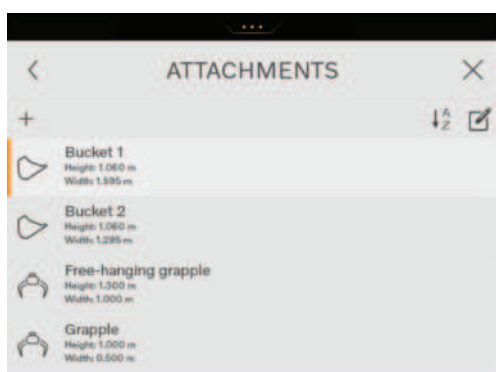 ATTACHMENTS
A
Z
Bucket 1
Height: 1.060 m
Width: 1.595 m
Bucket 2
Height: 1.060 m
Width: 1.295 m
Free-hanging grapple
Height: 1.300 m
Width: 1.000 m
Grapple
Height: 1.000 m
Width: 0.500 m